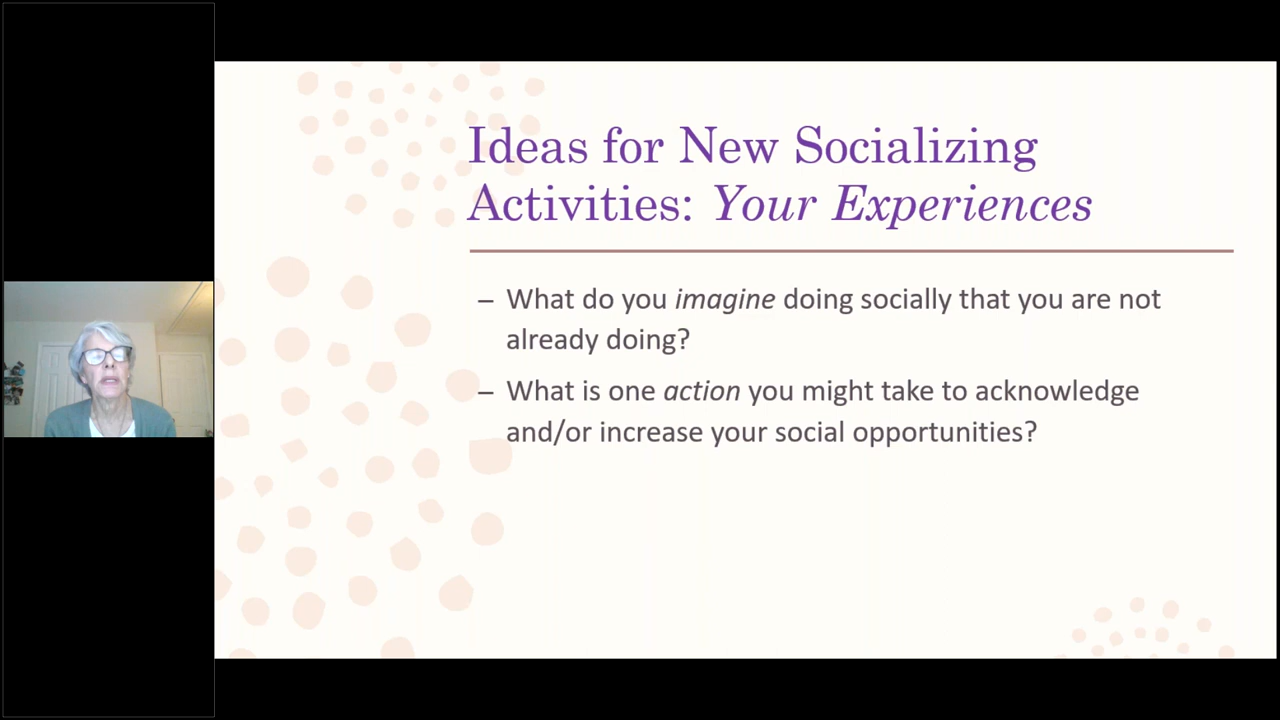 Ideas for New Socializing
Activities: Your Experiences
– What do you imagine doing socially that you are not
already doing?
– What is one action you might take to acknowledge
and/or increase your social opportunities?